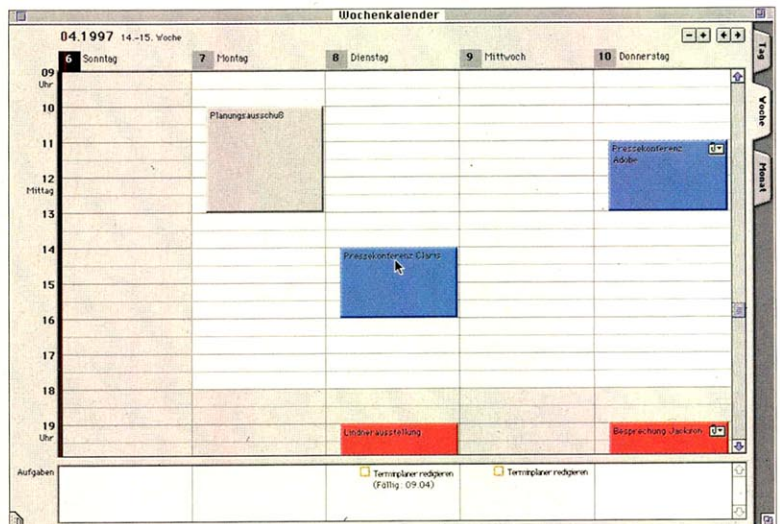 Wochenkalender
04.1997 14.-15. Woche
6 Sonntag
7 Montag
8 Dienstag
9 Mittwoch
10 Donnerstag
Tag
Woche
Monat
09
Uhr
10
11
12
Mittag
13
14
15
16
17
18
19
Uhr
Planungsausschuß
Pressekonferenz Claris
Lindnerausstellung
Pressekonferenz
Adobe
Besprechung Jackson
Aufgaben
Terminplaner redigieren
(Fällig: 09.04)
Terminplaner redigieren